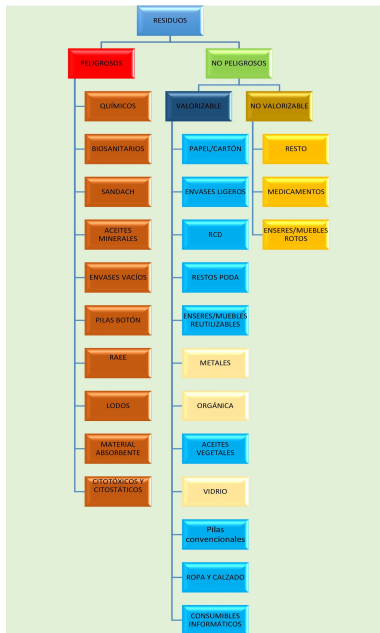 RESIDUOS
PELIGROSOS
NO PELIGROSOS
QUÍMICOS
BIOSANITARIOS
SANDACH
ACEITES
MINERALES
ENVASES VACÍOS
PILAS BOTÓN
RAEE
LODOS
MATERIAL
ABSORBENTE
CITOTÓXICOS Y
CITOSTÁTICOS
VALORIZABLE
PAPEL/CARTÓN
ENVASES LIGEROS
RCD
RESTOS PODA
ENSERES/MUEBLES
REUTILIZABLES
METALES
ORGÁNICA
ACEITES
VEGETALES
VIDRIO
Pilas
convencionales
ROPA Y CALZADO
CONSUMIBLES
INFORMÁTICOS
NO VALORIZABLE
RESTO
MEDICAMENTOS
ENSERES/MUEBLES
ROTOS